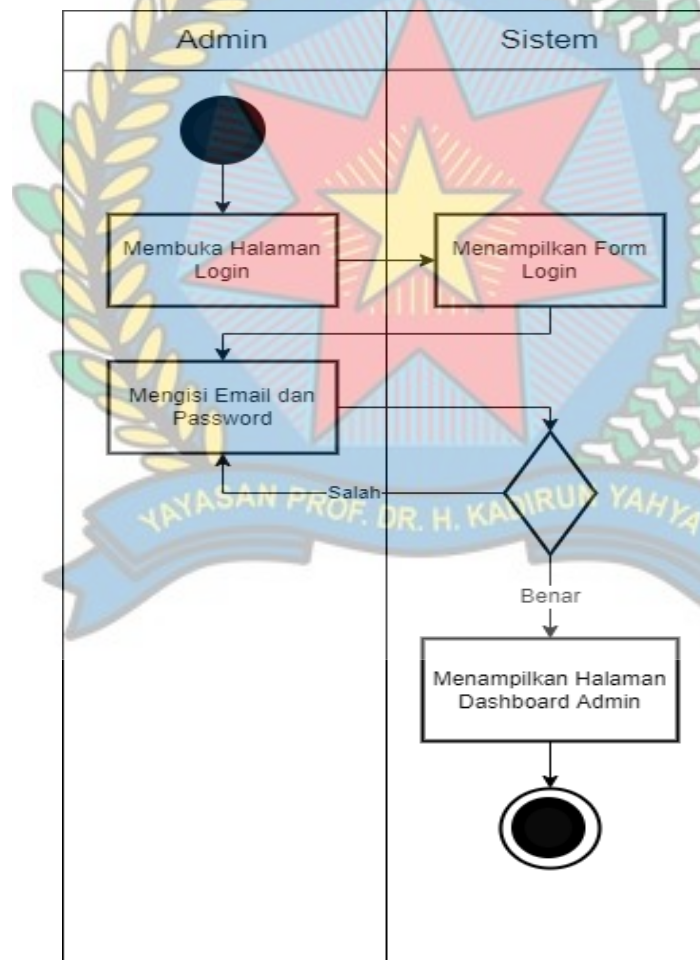 Admin
Sistem
Membuka Halaman
Login
Menampilkan Form
Login
Mengisi Email dan
Password
Salah
YAYASAN PROF. DR. H. KADIRUN YAHYA
Benar
Menampilkan Halaman
Dashboard Admin